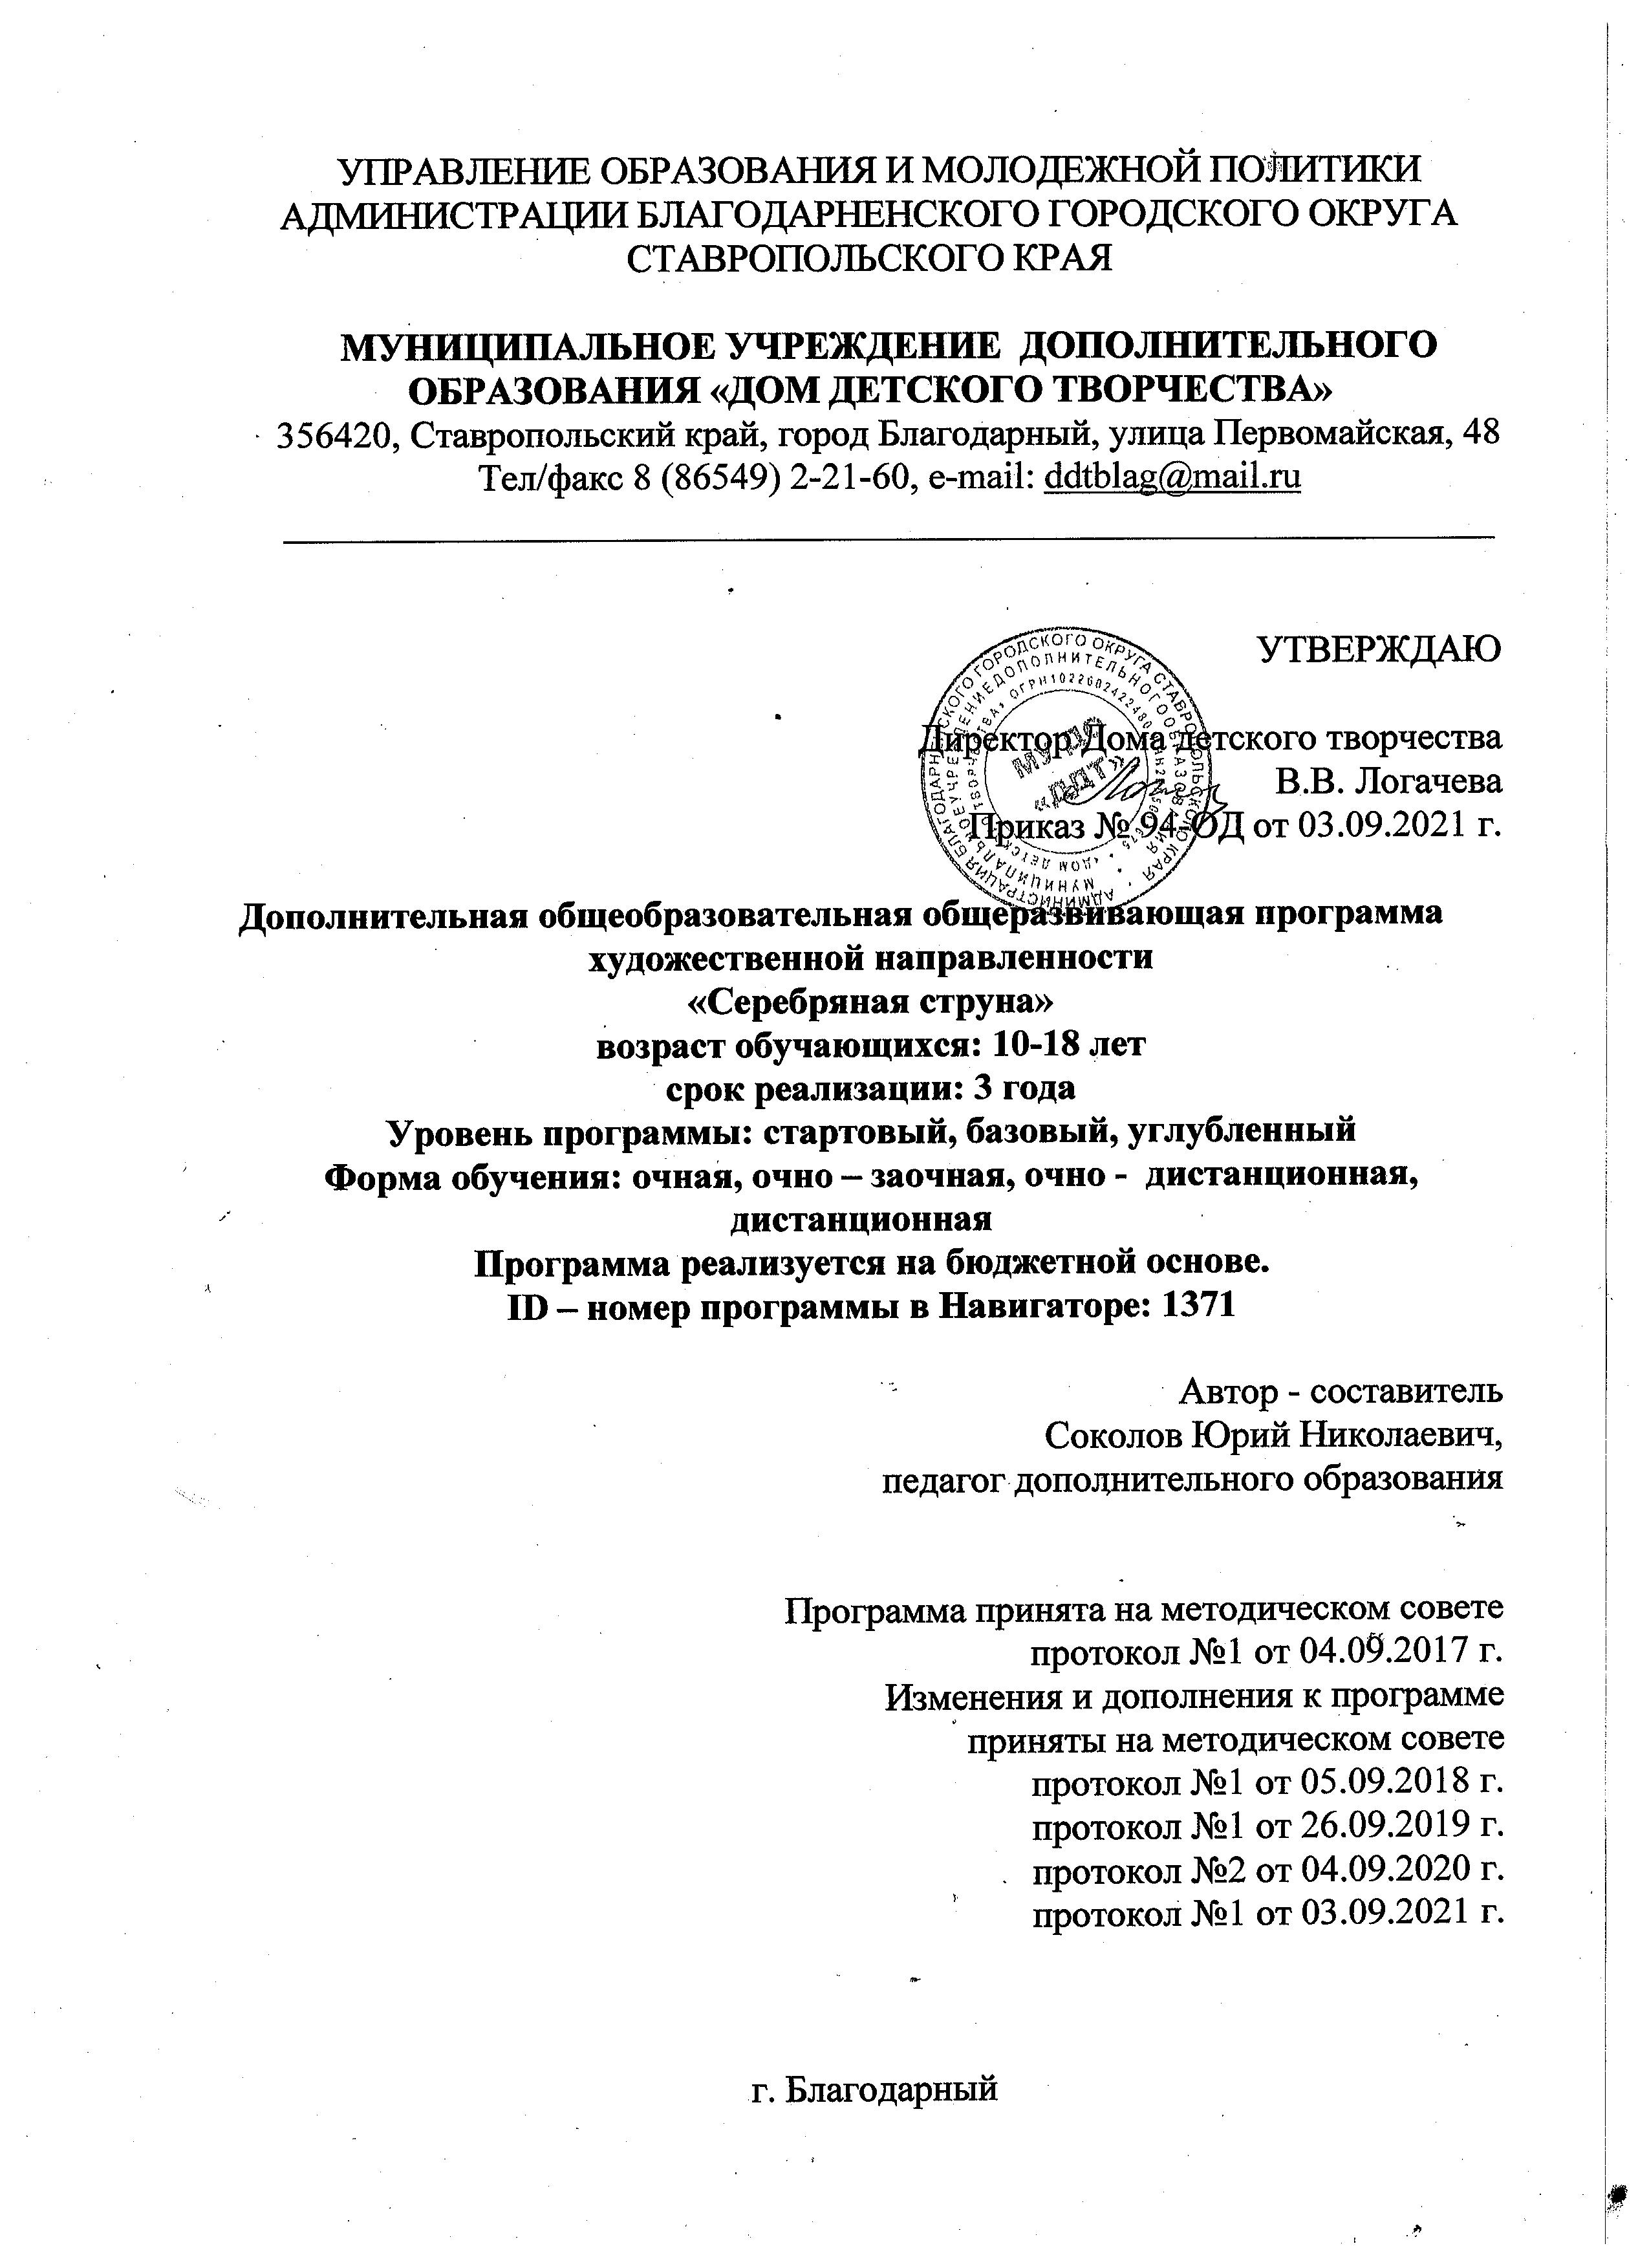 УПРАВЛЕНИЕ ОБРАЗОВАНИЯ И МОЛОДЕЖНОЙ ПОЛИТИКИ
АДМИНИСТРАЦИИ БЛАГОДАРНЕНСКОГО ГОРОДСКОГО ОКРУГА
СТАВРОПОЛЬСКОГО КРАЯ
МУНИЦИПАЛЬНОЕ УЧРЕЖДЕНИЕ ДОПОЛНИТЕЛЬНОГО
ОБРАЗОВАНИЯ «ДОМ ДЕТСКОГО ТВОРЧЕСТВА»
356420, Ставропольский край, город Благодарный, улица Первомайская, 48
Тел/факс 8 (86549) 2-21-60, e-mail: ddtblag@mail.ru
УТВЕРЖДАЮ
Директор Дома детского творчества
В.В. Логачева
Приказ № 94-ОД от 03.09.2021 г.
МУ ДО
«ДДТ»
Дополнительная общеобразовательная общеразвивающая программа
художественной направленности
«Серебряная струна»
возраст обучающихся: 10-18 лет
срок реализации: 3 года
Уровень программы: стартовый, базовый, углубленный
Форма обучения: очная, очно – заочная, очно - дистанционная,
дистанционная
Программа реализуется на бюджетной основе.
ID – номер программы в Навигаторе: 1371
Автор - составитель
Соколов Юрий Николаевич,
педагог дополнительного образования
Программа принята на методическом совете
протокол №1 от 04.09.2017 г.
Изменения и дополнения к программе
приняты на методическом совете
протокол №1 от 05.09.2018 г.
протокол №1 от 26.09.2019 г.
протокол №2 от 04.09.2020 г.
протокол №1 от 03.09.2021 г.
г. Благодарный